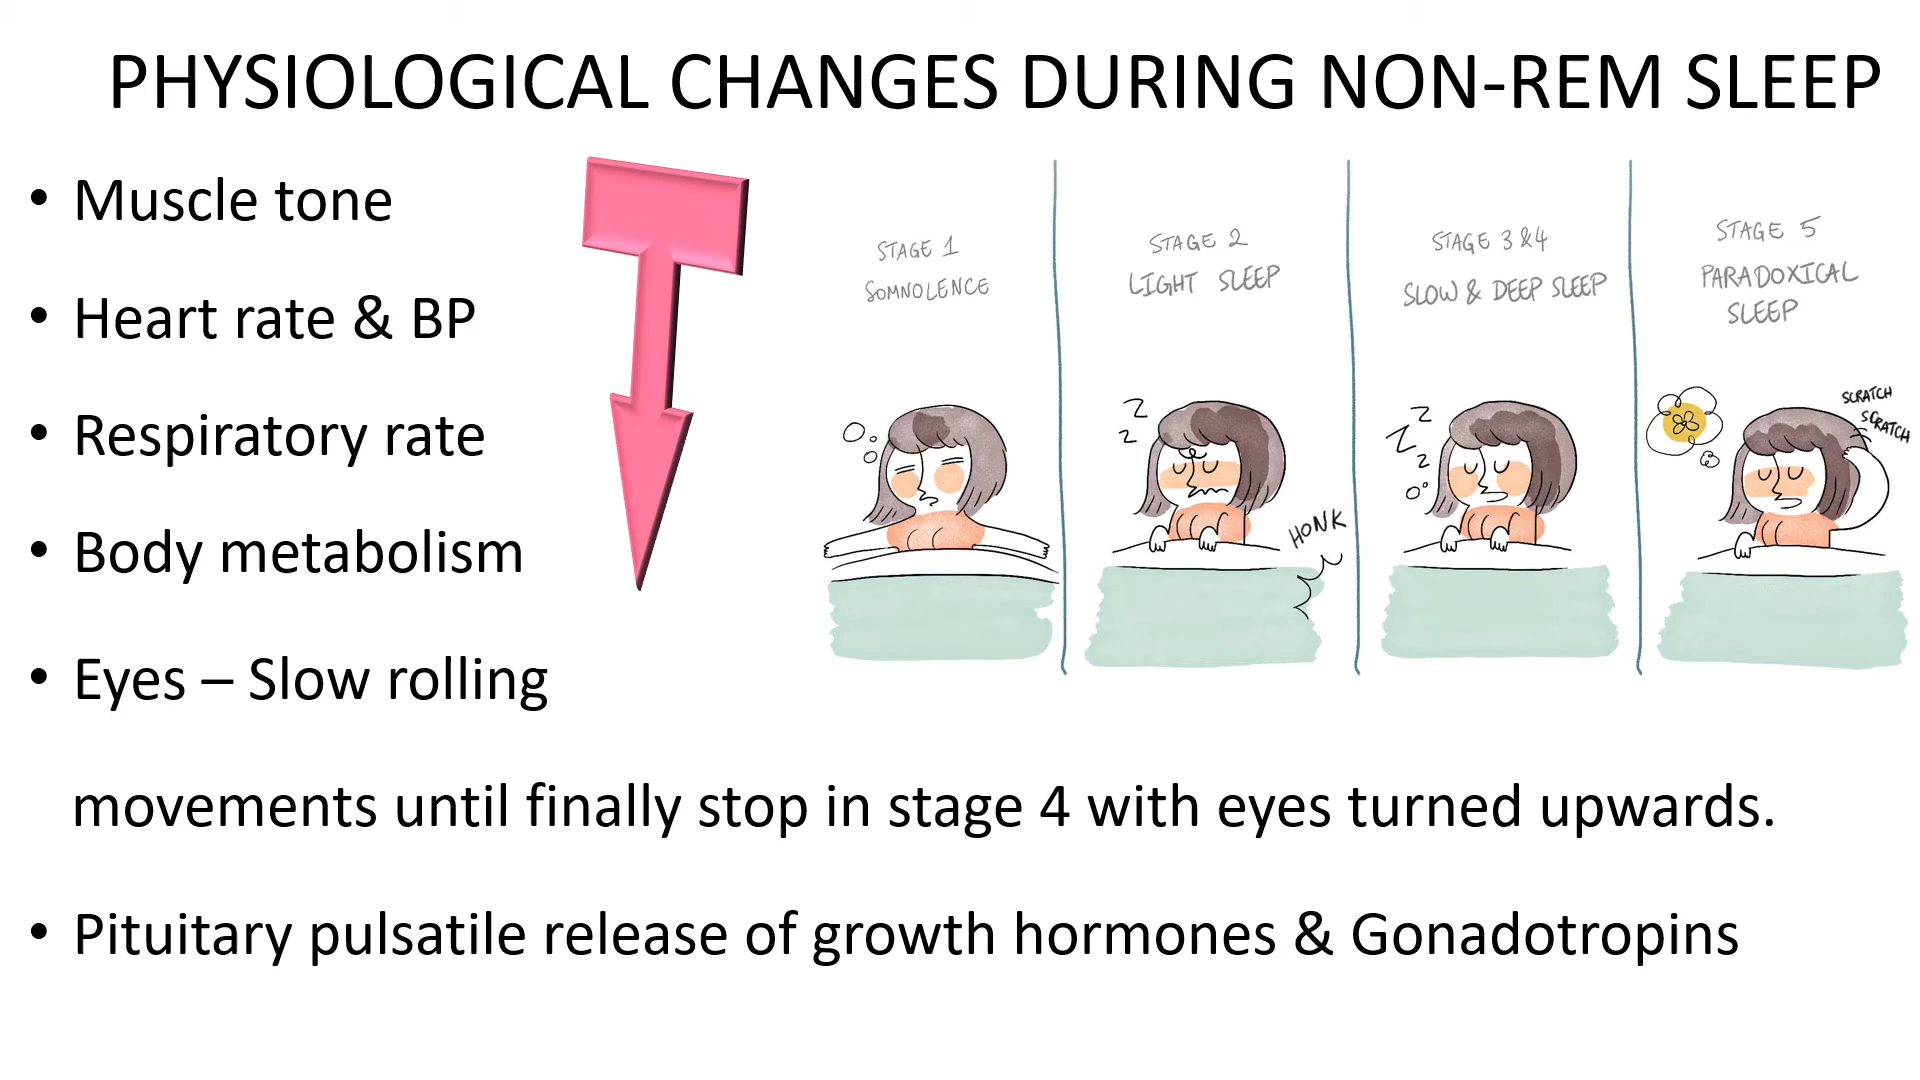 PHYSIOLOGICAL CHANGES DURING NON-REM SLEEP
• Muscle tone
• Heart rate & BP
• Respiratory rate
• Body metabolism
• Eyes – Slow rolling
movements until finally stop in stage 4 with eyes turned upwards.
• Pituitary pulsatile release of growth hormones & Gonadotropins
STAGE 1
SOMNOLENCE
STAGE 2
LIGHT SLEEP
Z
Z
HONK
STAGE 3 & 4
SLOW & DEEP SLEEP
Z
Z
Z
STAGE 5
PARADOXICAL
SLEEP
SCRATCH
SCRATCH